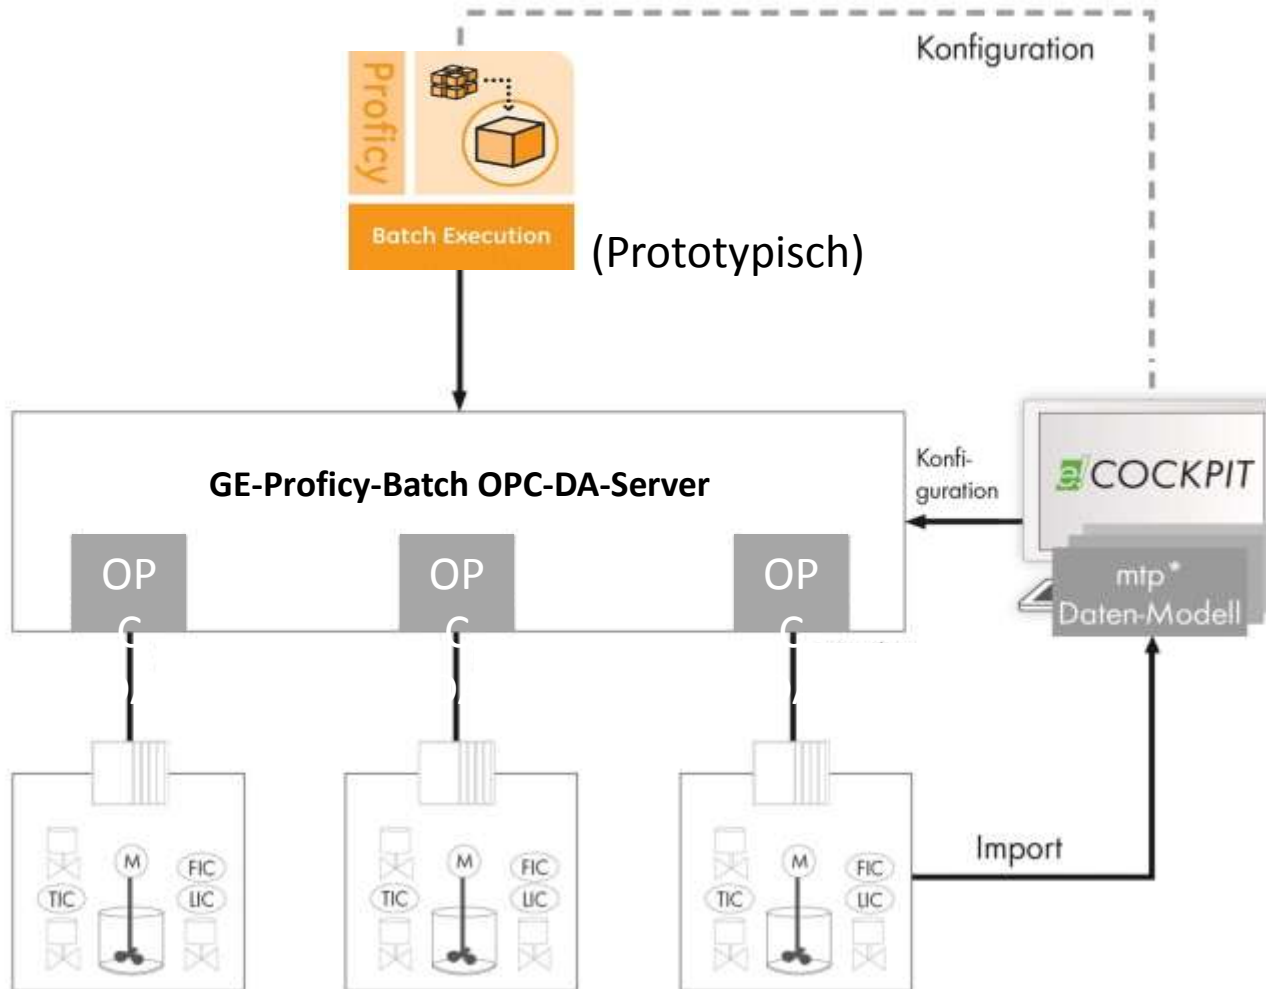 Konfiguration
Proficy
Batch Execution
(Prototypisch)
GE-Proficy-Batch OPC-DA-Server
Konfi-
guration
e!COCKPIT
mtp*
Daten-Modell
OP
C
OP
C
OP
C
Import
M
FIC
TIC
LIC
M
FIC
TIC
LIC
M
FIC
TIC
LIC